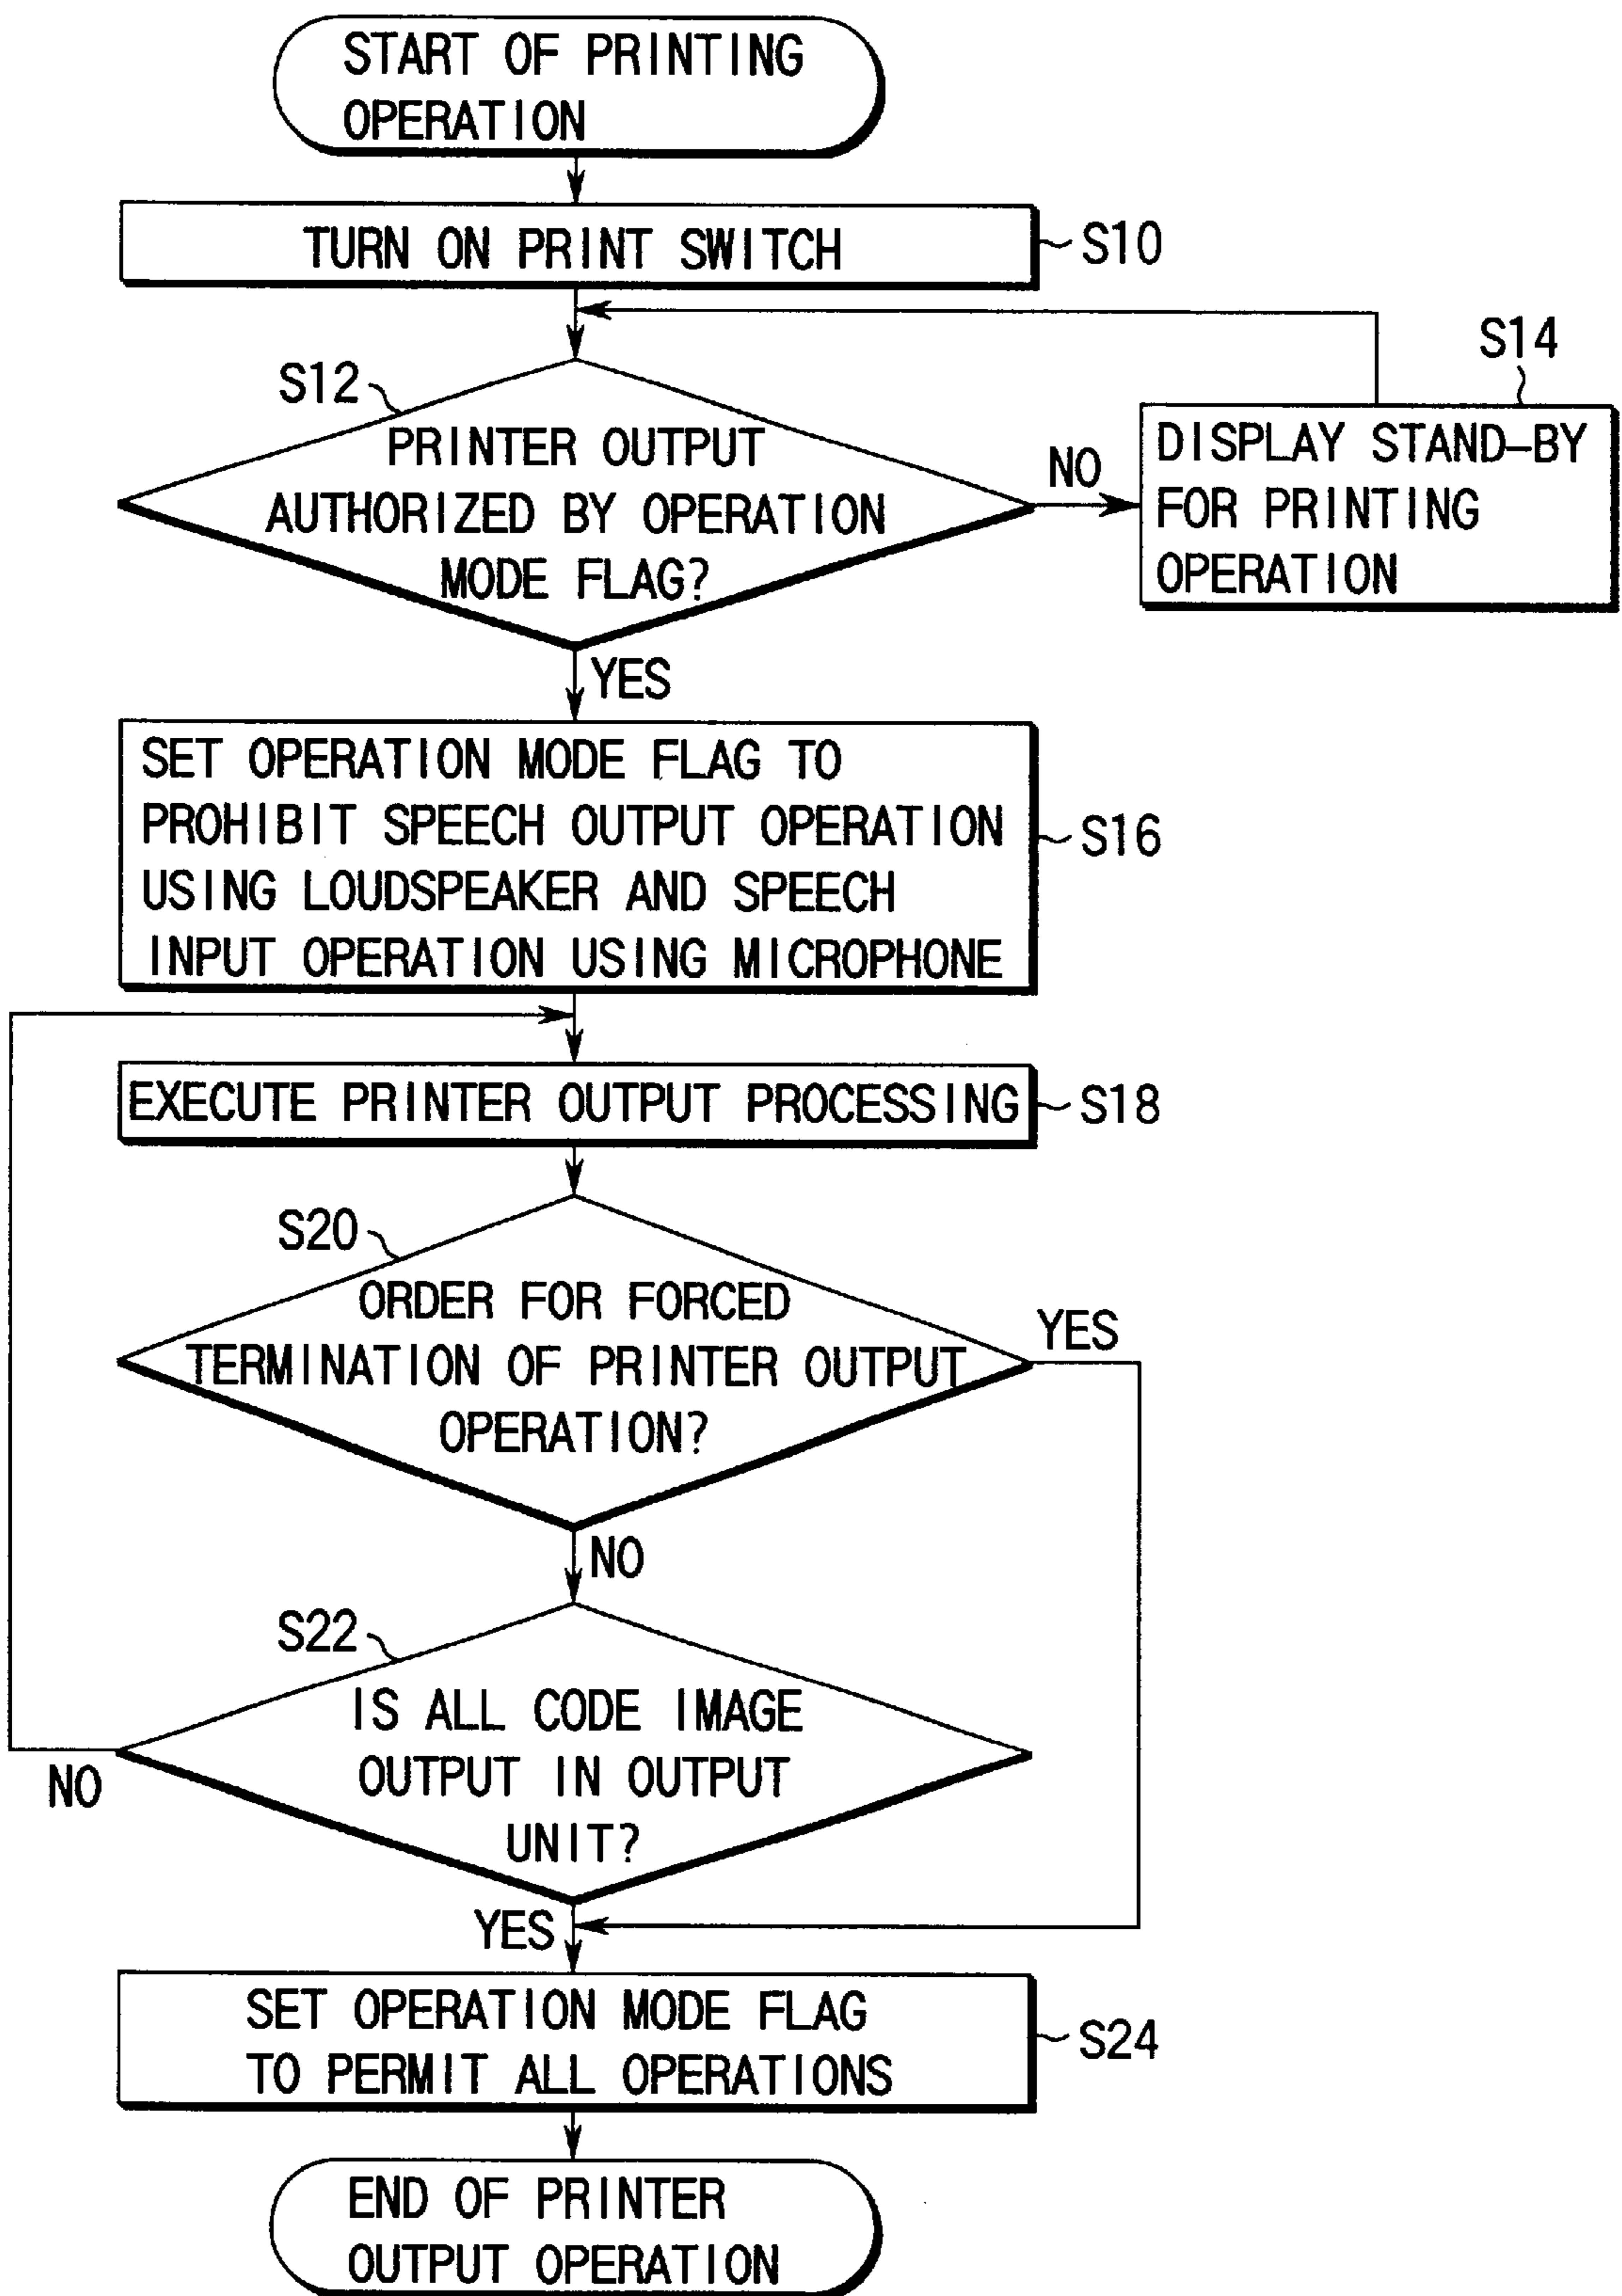 START OF PRINTING
OPERATION
TURN ON PRINT SWITCH
S10
S14
S12
PRINTER OUTPUT
AUTHORIZED BY OPERATION
MODE FLAG?
NO
DISPLAY STAND-BY
FOR PRINTING
OPERATION
YES
SET OPERATION MODE FLAG TO
PROHIBIT SPEECH OUTPUT OPERATION
USING LOUDSPEAKER AND SPEECH
INPUT OPERATION USING MICROPHONE
S16
EXECUTE PRINTER OUTPUT PROCESSING
S18
S20
ORDER FOR FORCED
TERMINATION OF PRINTER OUTPUT
OPERATION?
YES
NO
S22
IS ALL CODE IMAGE
OUTPUT IN OUTPUT
UNIT?
NO
YES
SET OPERATION MODE FLAG
TO PERMIT ALL OPERATIONS
S24
END OF PRINTER
OUTPUT OPERATION